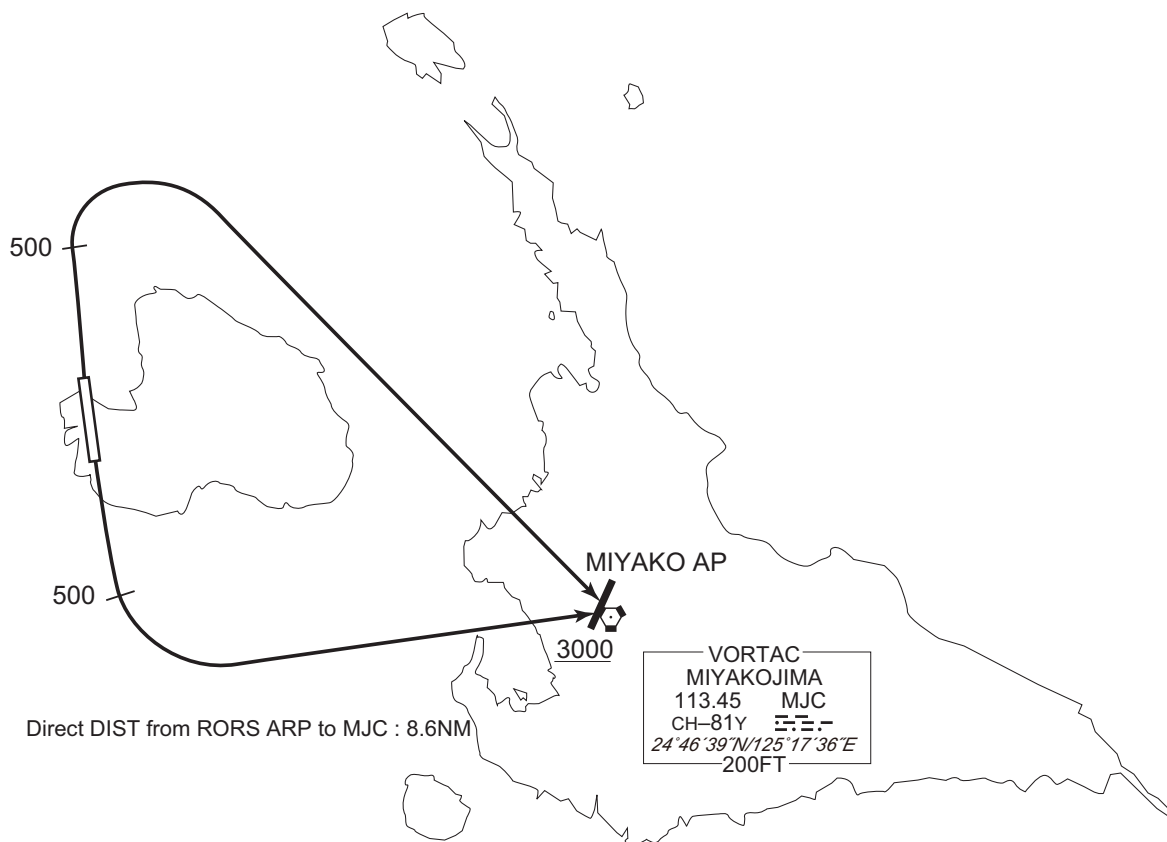 500
500
MIYAKO AP
3000
VORTAC
MIYAKOJIMA
113.45 MJC
CH–81Y
24°46´39˝N/125°17´36˝E
200FT
Direct DIST from RORS ARP to MJC : 8.6NM